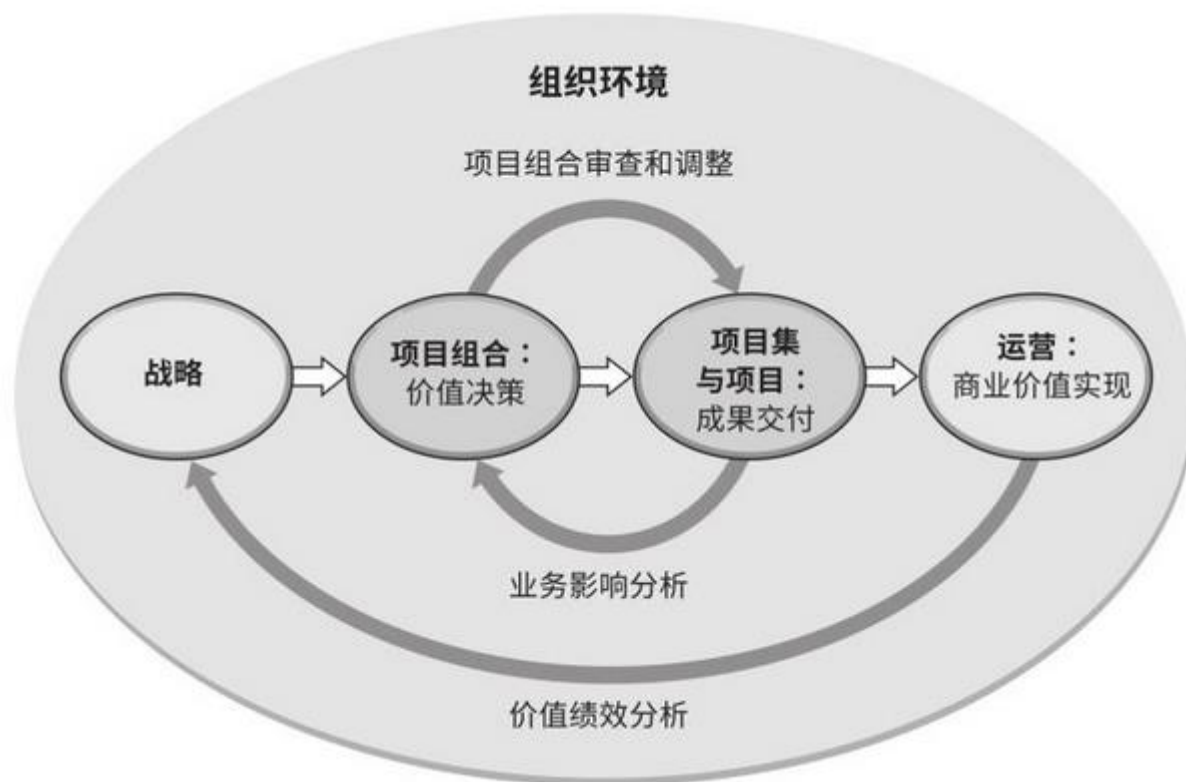 组织环境
项目组合审查和调整
战略
项目组合：
价值决策
项目集
与项目：
成果交付
运营：
商业价值实现
业务影响分析
价值绩效分析